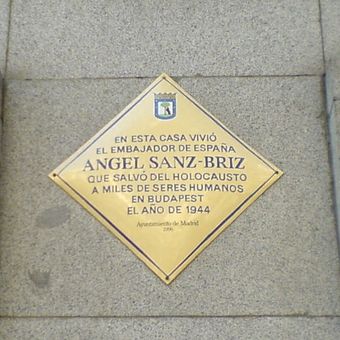 EN ESTA CASA VIVIÓ
EL EMBAJADOR DE ESPAÑA
ANGEL SANZ-BRIZ
QUE SALVÓ DEL HOLOCAUSTO
A MILES DE SERES HUMANOS
EN BUDAPEST
EL AÑO DE 1944
Ayuntamiento de Madrid
1996